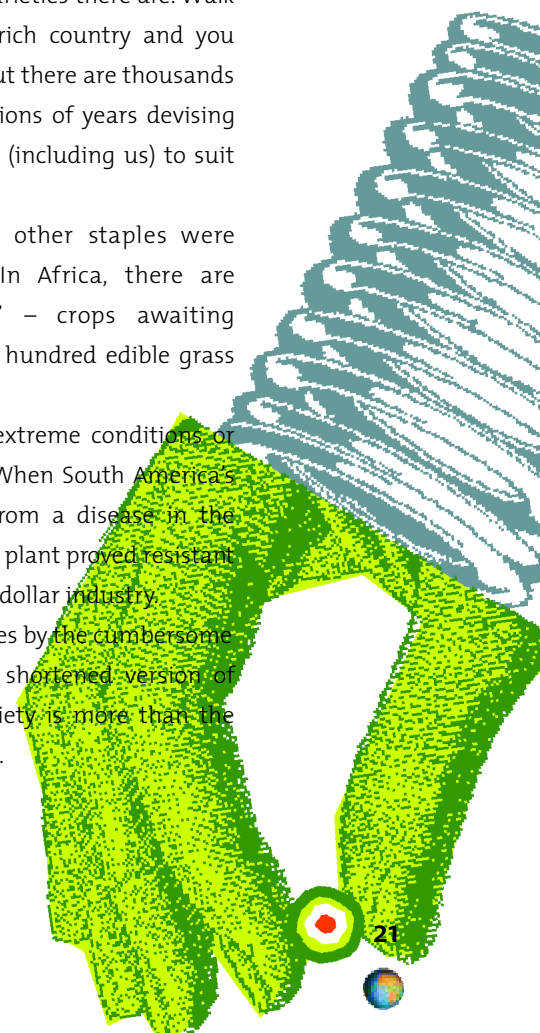 there are. Walk
rich country and you
there are thousands
ions of years devising
(including us) to suit
other staples were
In Africa, there are
– crops awaiting
hundred edible grass
extreme conditions or
When South America's
from a disease in the
plant proved resistant
dollar industry.
es by the cumbersome
shortened version of
iety is more than the
.
21